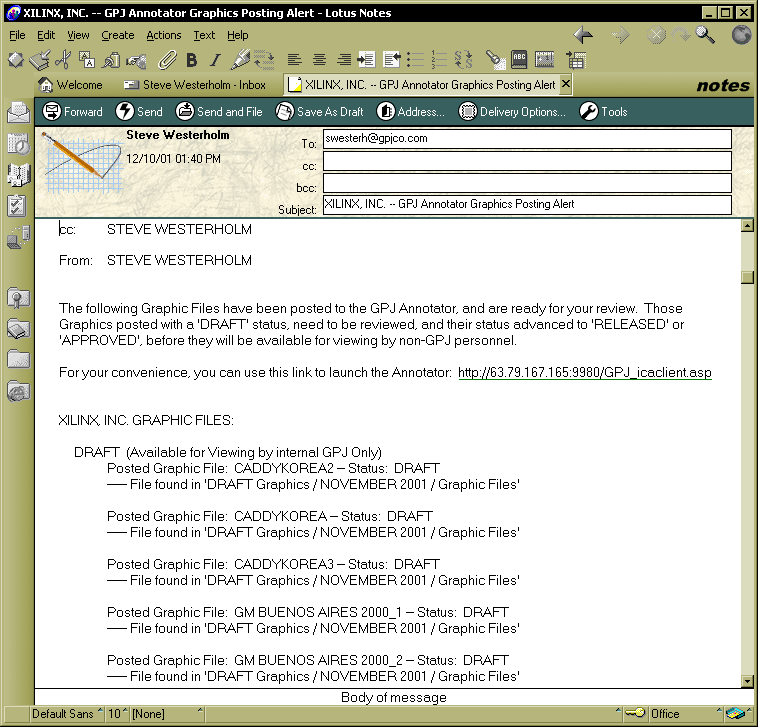 XILINX, INC. -- GPJ Annotator Graphics Posting Alert - Lotus Notes
File Edit View Create Actions Text Help
ABC
Welcome
Steve Westerholm - Inbox
XILINX, INC. -- GPJ Annotator Graphics Posting Alert
notes
Forward Send Send and File Save As Draft Address... Delivery Options... Tools
Steve Westerholm
12/10/01 01:40 PM
To: swesterh@gpjco.com
cc:
bcc:
Subject: XILINX, INC. -- GPJ Annotator Graphics Posting Alert
cc: STEVE WESTERHOLM
From: STEVE WESTERHOLM
The following Graphic Files have been posted to the GPJ Annotator, and are ready for your review. Those
Graphics posted with a 'DRAFT' status, need to be reviewed, and their status advanced to 'RELEASED' or
'APPROVED', before they will be available for viewing by non-GPJ personnel.
For your convenience, you can use this link to launch the Annotator: http://63.79.167.165:9980/GPJ_icaclient.asp
XILINX, INC. GRAPHIC FILES:
DRAFT (Available for Viewing by internal GPJ Only)
Posted Graphic File: CADDYKOREA2 -- Status: DRAFT
---- File found in 'DRAFT Graphics / NOVEMBER 2001 / Graphic Files'
Posted Graphic File: CADDYKOREA -- Status: DRAFT
---- File found in 'DRAFT Graphics / NOVEMBER 2001 / Graphic Files'
Posted Graphic File: CADDYKOREA3 -- Status: DRAFT
---- File found in 'DRAFT Graphics / NOVEMBER 2001 / Graphic Files'
Posted Graphic File: GM BUENOS AIRES 2000_1 -- Status: DRAFT
---- File found in 'DRAFT Graphics / NOVEMBER 2001 / Graphic Files'
Posted Graphic File: GM BUENOS AIRES 2000_2 -- Status: DRAFT
---- File found in 'DRAFT Graphics / NOVEMBER 2001 / Graphic Files'
Body of message
Default Sans 10 [None] Office